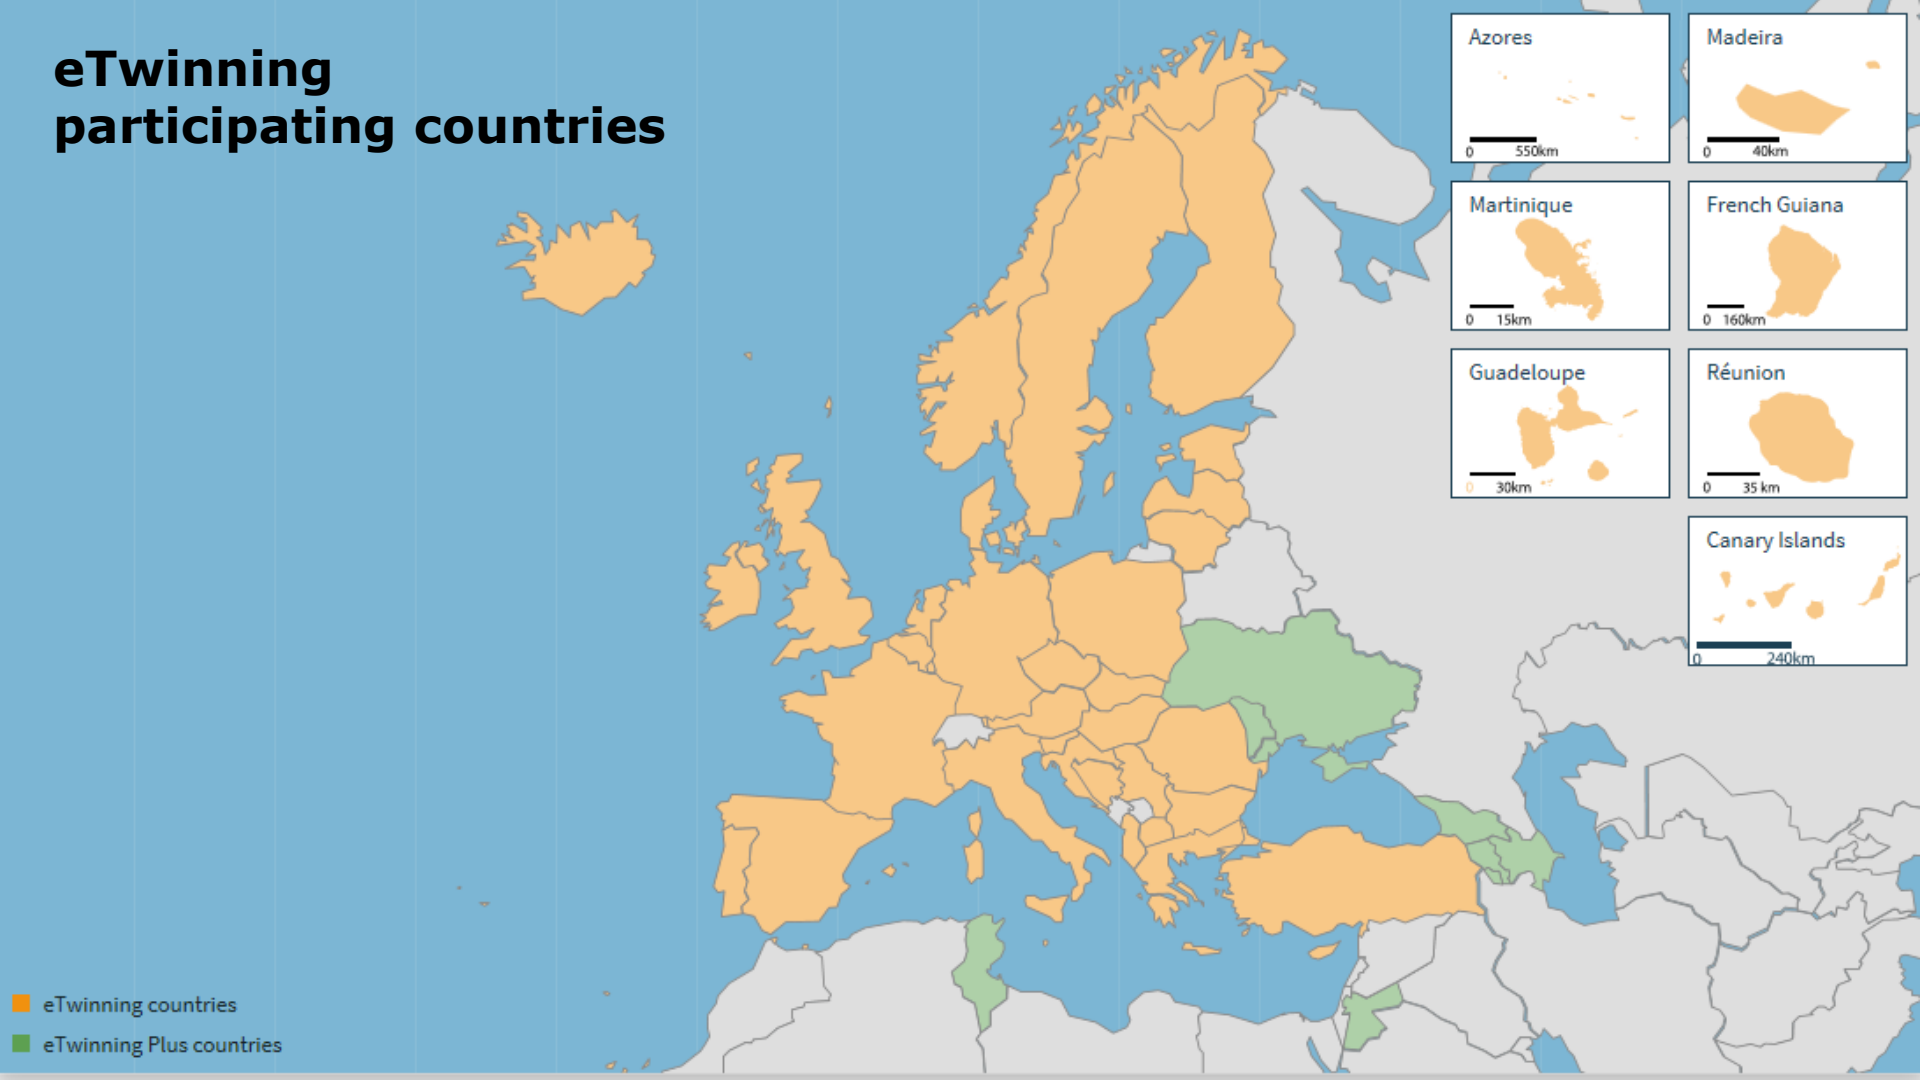 eTwinning
participating countries
Azores
0 550km
Madeira
0 40km
Martinique
0 15km
French Guiana
0 160km
Guadeloupe
0 30km
Réunion
0 35 km
Canary Islands
0 240km
eTwinning countries
eTwinning Plus countries